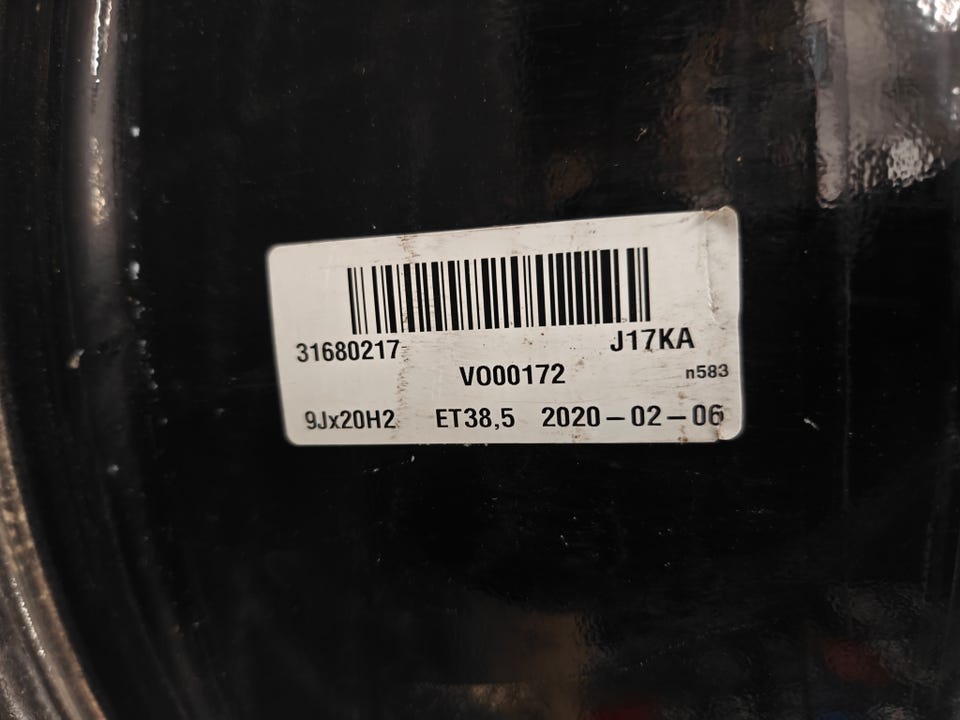 31680217 J17KA
VO00172
n583
9Jx20H2 ET38,5 2020-02-06